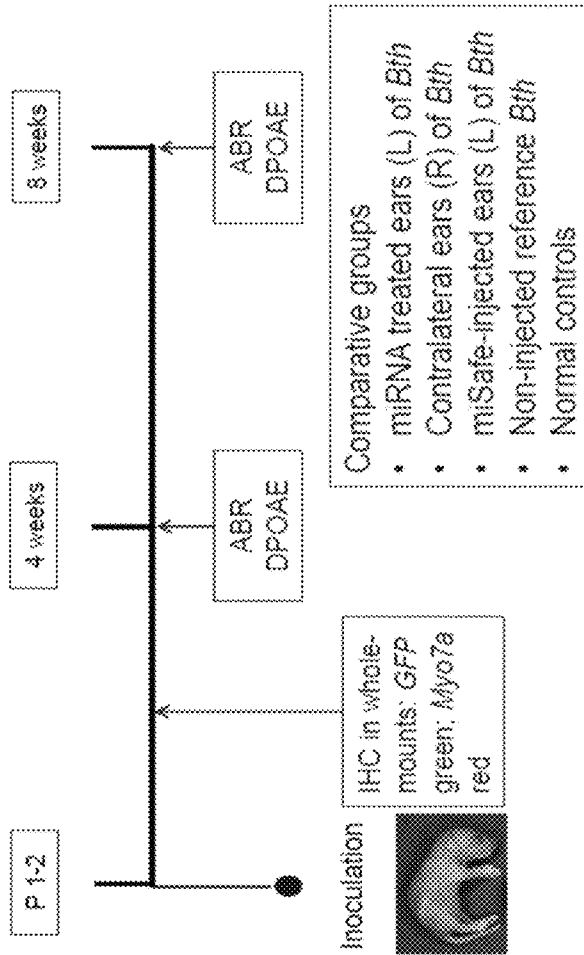 P 1-2
4 weeks
8 weeks
ABR
DPOAE
ABR
DPOAE
Inoculation
IHC in whole-
mounts: GFP
green; Myo7a
red
Comparative groups
• miRNA treated ears (L) of Bth
• Contralateral ears (R) of Bth
• miSafe-injected ears (L) of Bth
• Non-injected reference Bth
• Normal controls